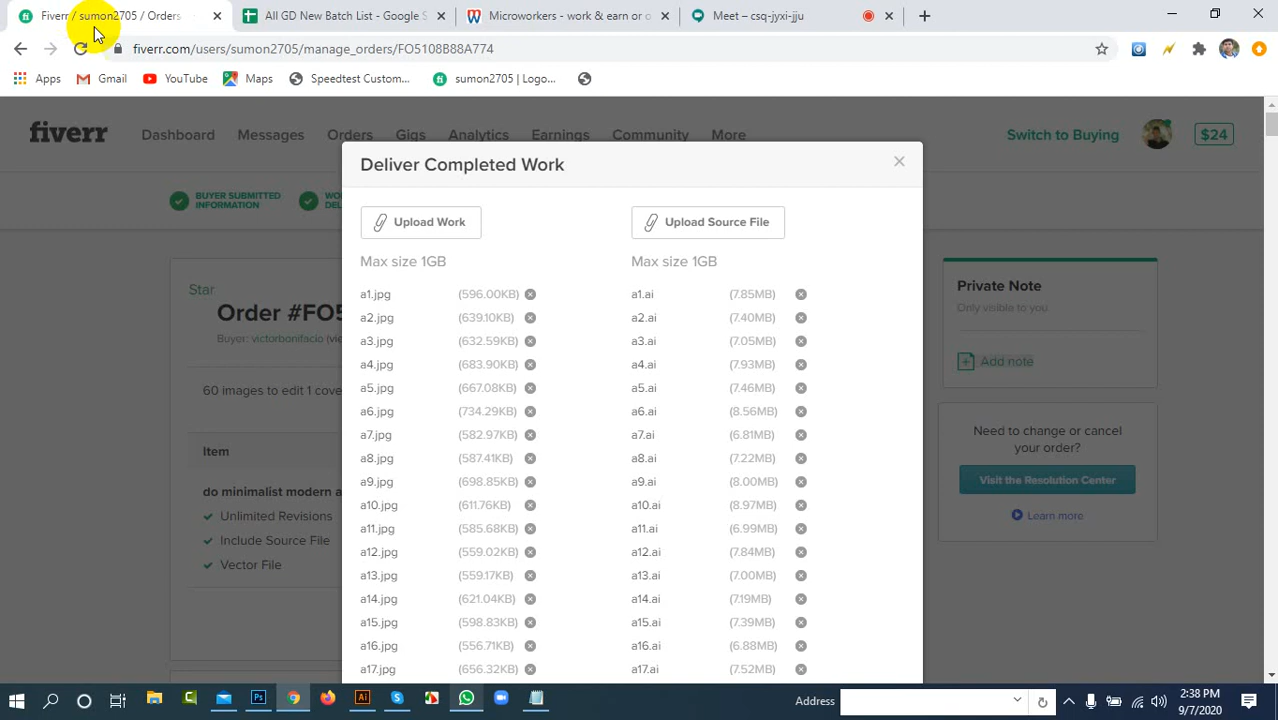 Fiverr / sumon2705 / Orders
All GD New Batch List - Google S
Microworkers - work & earn or o
Meet – csq-jyxi-jju
fiverr.com/users/sumon2705/manage_orders/FO5108B88A774
Apps
Gmail
YouTube
Maps
Speedtest Custom...
sumon2705 | Logo...
fiverr
Dashboard
Messages
Orders
Gigs
Analytics
Earnings
Community
More
Switch to Buying
$24
BUYER SUBMITTED
INFORMATION
WO
DEL
Deliver Completed Work
Upload Work
Upload Source File
Max size 1GB
Max size 1GB
a1.jpg (596.00KB) a1.ai (7.85MB)
a2.jpg (639.10KB) a2.ai (7.40MB)
a3.jpg (632.59KB) a3.ai (7.05MB)
a4.jpg (683.90KB) a4.ai (7.93MB)
a5.jpg (667.08KB) a5.ai (7.46MB)
a6.jpg (734.29KB) a6.ai (8.56MB)
a7.jpg (582.97KB) a7.ai (6.81MB)
a8.jpg (587.41KB) a8.ai (7.22MB)
a9.jpg (698.85KB) a9.ai (8.00MB)
a10.jpg (611.76KB) a10.ai (8.97MB)
a11.jpg (585.68KB) a11.ai (6.99MB)
a12.jpg (559.02KB) a12.ai (7.84MB)
a13.jpg (559.17KB) a13.ai (7.00MB)
a14.jpg (621.04KB) a14.ai (7.19MB)
a15.jpg (598.83KB) a15.ai (7.39MB)
a16.jpg (556.71KB) a16.ai (6.88MB)
a17.jpg (656.32KB) a17.ai (7.52MB)
Star
Order #FO5
Buyer: victorbonifacio (vic
60 images to edit 1 cove
Item
do minimalist modern a
Unlimited Revisions
Include Source File
Vector File
Private Note
Only visible to you
Add note
Need to change or cancel
your order?
Visit the Resolution Center
Learn more
Address
2:38 PM
9/7/2020